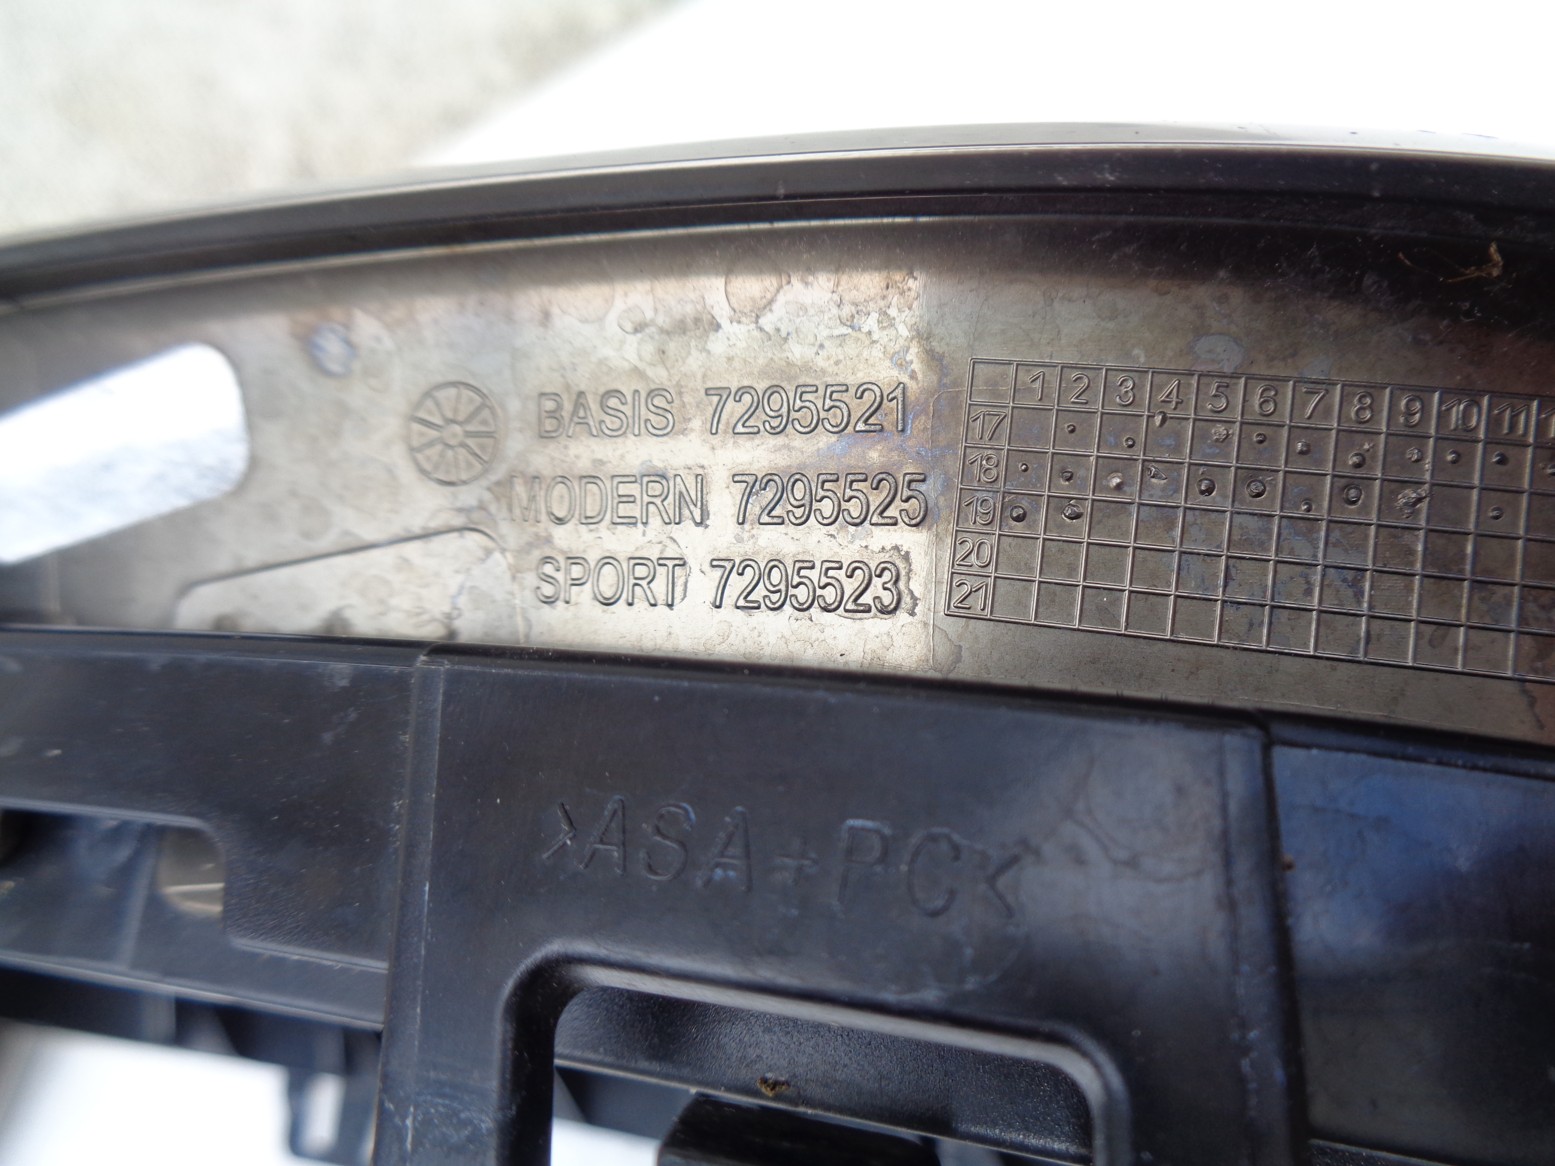 BASIS 7295521
MODERN 7295525
SPORT 7295523
1 2 3 4 5 6 7 8 9 10 11
17
18
19
20
21
>ASA+PC<